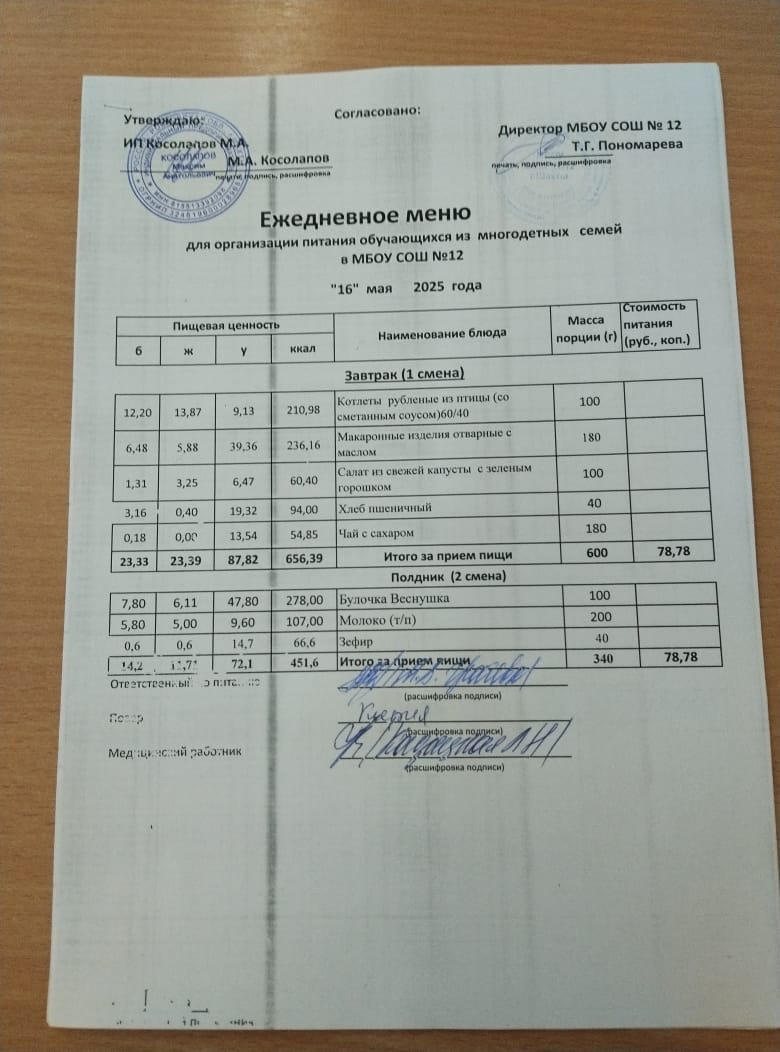 Утверждаю:
Согласовано:
ИП Косолапов М.А.
Директор МБОУ СОШ № 12
М.А. Косолапов
Т.Г. Пономарева
печать, подпись, расшифровка
печать, подпись, расшифровка
КОСОЛАПОВ
Максим
Анатольевич
Ежедневное меню
для организации питания обучающихся из многодетных семей
в МБОУ СОШ №12
"16" мая 2025 года
Пищевая ценность Наименование блюда Масса порции (г) Стоимость питания (руб., коп.)
б ж у ккал
Завтрак (1 смена)
12,20 13,87 9,13 210,98 Котлеты рубленые из птицы (со сметанным соусом)60/40 100
6,48 5,88 39,36 236,16 Макаронные изделия отварные с маслом 180
1,31 3,25 6,47 60,40 Салат из свежей капусты с зеленым горошком 100
3,16 0,40 19,32 94,00 Хлеб пшеничный 40
0,18 0,00 13,54 54,85 Чай с сахаром 180
23,33 23,39 87,82 656,39 Итого за прием пищи 600 78,78
Полдник (2 смена)
7,80 6,11 47,80 278,00 Булочка Веснушка 100
5,80 5,00 9,60 107,00 Молоко (т/п) 200
0,6 0,6 14,7 66,6 Зефир 40
14,2 11,71 72,1 451,6 Итого за прием пищи 340 78,78
Ответственный
(расшифровка подписи)
Повар
(расшифровка подписи)
Медицинский работник
(расшифровка подписи)